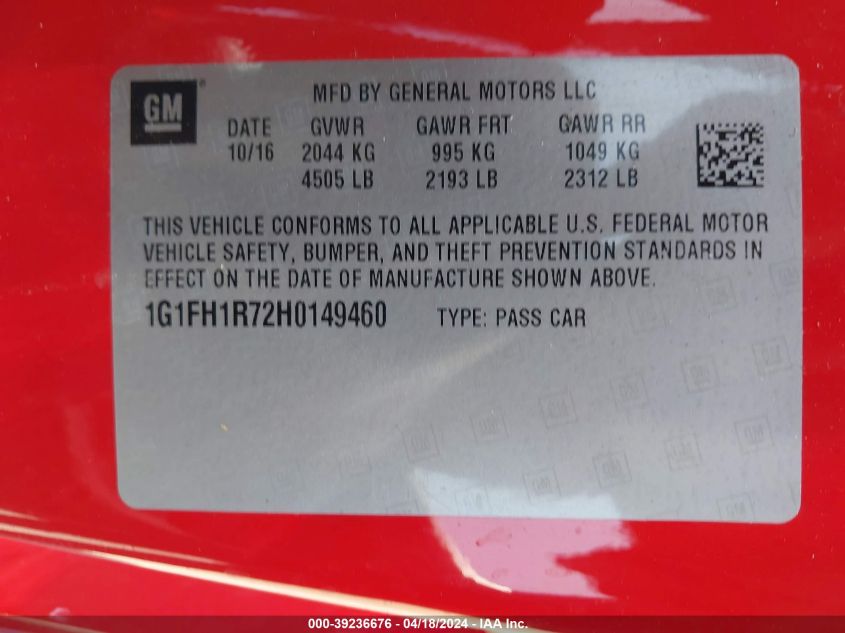 GM®
MFD BY GENERAL MOTORS LLC
DATE GVWR GAWR FRT GAWR RR
10/16 2044 KG 995 KG 1049 KG
4505 LB 2193 LB 2312 LB
THIS VEHICLE CONFORMS TO ALL APPLICABLE U.S. FEDERAL MOTOR
VEHICLE SAFETY, BUMPER, AND THEFT PREVENTION STANDARDS IN
EFFECT ON THE DATE OF MANUFACTURE SHOWN ABOVE.
1G1FH1R72H0149460 TYPE: PASS CAR
000-39236676 - 04/18/2024 - IAA Inc.